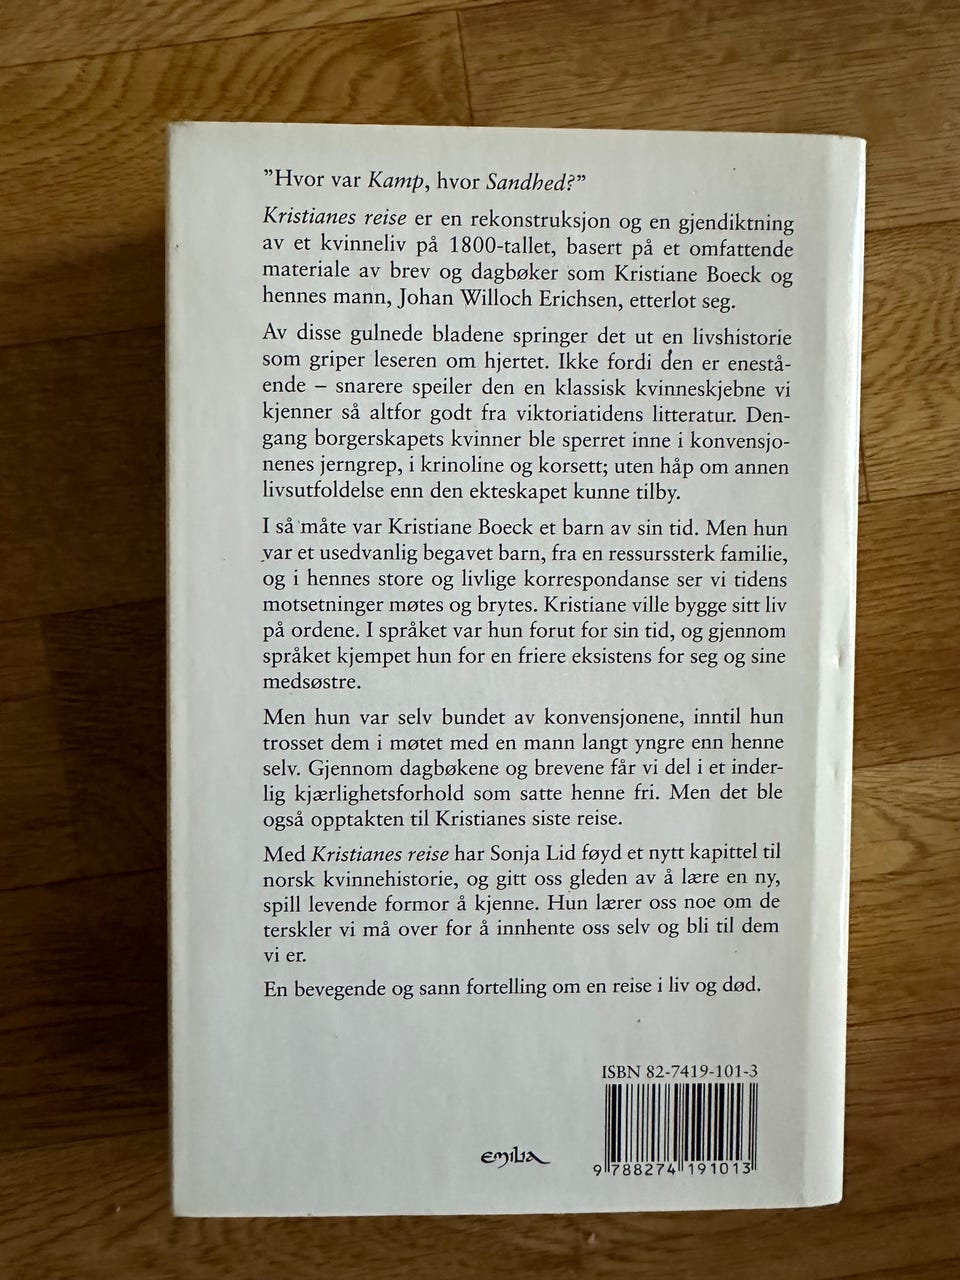 "Hvor var Kamp, hvor Sandhed?"
Kristianes reise er en rekonstruksjon og en gjendiktning
av et kvinneliv på 1800-tallet, basert på et omfattende
materiale av brev og dagbøker som Kristiane Boeck og
hennes mann, Johan Willoch Erichsen, etterlot seg.
Av disse gulnede bladene springer det ut en livshistorie
som griper leseren om hjertet. Ikke fordi den er enestå-
ende – snarere speiler den en klassisk kvinneskjebne vi
kjenner så altfor godt fra viktoriatidens litteratur. Den-
gang borgerskapets kvinner ble sperret inne i konvensjo-
nenes jerngrep, i krinoline og korsett; uten håp om annen
livsutfoldelse enn den ekteskapet kunne tilby.
I så måte var Kristiane Boeck et barn av sin tid. Men hun
var et usedvanlig begavet barn, fra en ressurssterk familie,
og i hennes store og livlige korrespondanse ser vi tidens
motsetninger møtes og brytes. Kristiane ville bygge sitt liv
på ordene. I språket var hun forut for sin tid, og gjennom
språket kjempet hun for en friere eksistens for seg og sine
medsøstre.
Men hun var selv bundet av konvensjonene, inntil hun
trosset dem i møtet med en mann langt yngre enn henne
selv. Gjennom dagbøkene og brevene får vi del i et inder-
lig kjærlighetsforhold som satte henne fri. Men det ble
også opptakten til Kristianes siste reise.
Med Kristianes reise har Sonja Lid føyd et nytt kapittel til
norsk kvinnehistorie, og gitt oss gleden av å lære en ny,
spill levende formor å kjenne. Hun lærer oss noe om de
terskler vi må over for å innhente oss selv og bli til dem
vi er.
En bevegende og sann fortelling om en reise i liv og død.
ISBN 82-7419-101-3
emilia
9 788274 191013